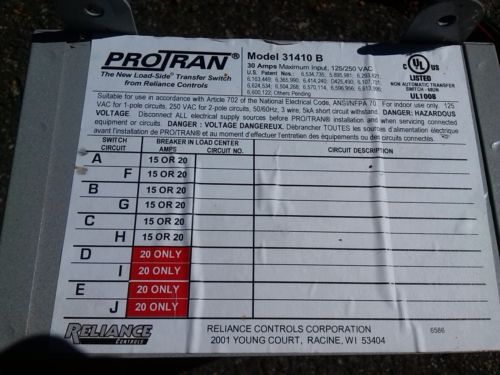 PROTRAN®
The New Load-Side Transfer Switch
from Reliance Controls
Model 31410 B
30 Amps Maximum Input, 125/250 VAC
U.S. Patent Nos.: 6,534,735
Others Pending
UL
LISTED
NON AUTOMATIC TRANSFER
UL1008
Suitable for use in accordance with Article 702 of the National Electrical Code, ANSI/NFPA 70. For indoor use only. 125
VAC for 1-pole circuits, 250 VAC for 2-pole circuits, 50/60Hz, 3 wire, 5kA short circuit withstand. DANGER: HAZARDOUS
VOLTAGE. Disconnect ALL electrical supply sources before PRO/TRAN® installation and when servicing connected
equipment or circuits. DANGER : VOLTAGE DANGEREUX. Débrancher TOUTES les sources d'alimentation électrique
avant l'installation de PRO/TRAN® et au moment d'effectuer l'entretien des équipements ou des circuits connectés.
SWITCH CIRCUIT
BREAKER IN LOAD CENTER
AMPS CIRCUIT NO.
CIRCUIT DESCRIPTION
A 15 OR 20
F 15 OR 20
B 15 OR 20
G 15 OR 20
C 15 OR 20
H 15 OR 20
D 20 ONLY
I 20 ONLY
E 20 ONLY
J 20 ONLY
RELIANCE
CONTROLS
RELIANCE CONTROLS CORPORATION
2001 YOUNG COURT, RACINE, WI 53404
6586